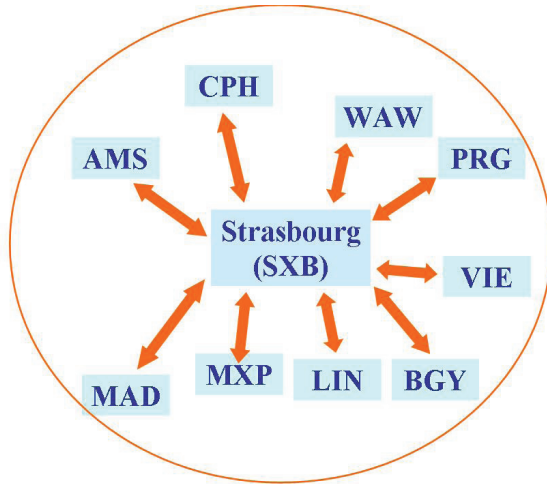 CPH
WAW
AMS
PRG
Strasbourg
(SXB)
VIE
MAD
MXP
LIN
BGY